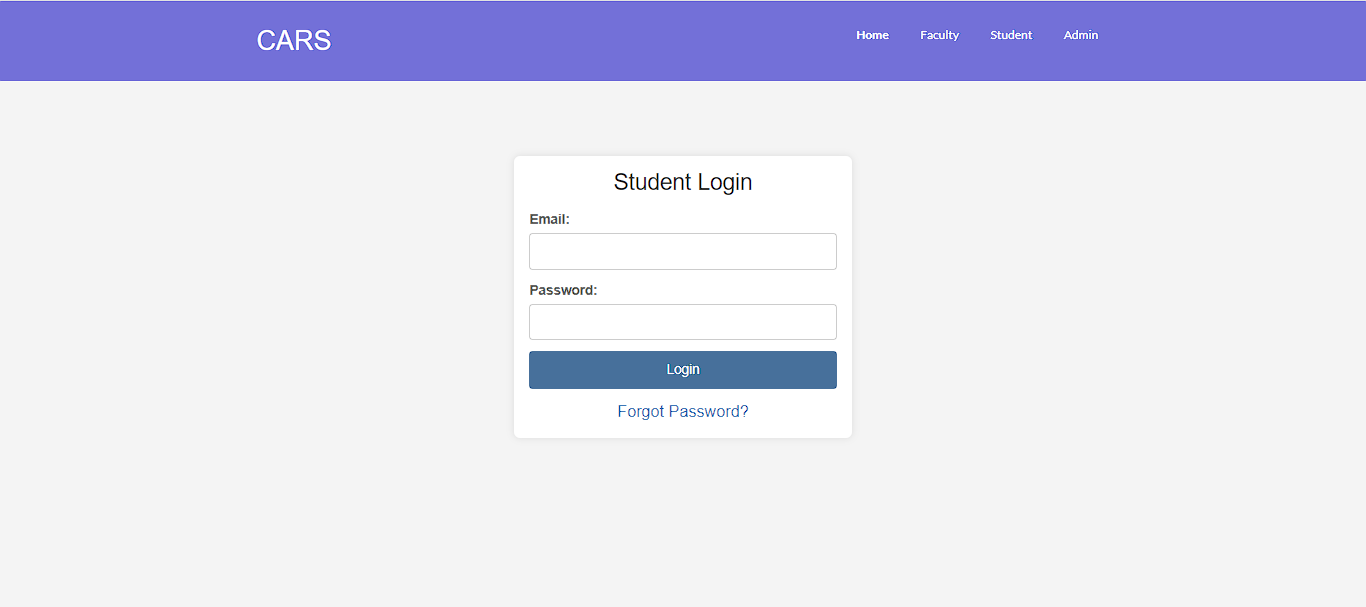 CARS
Home Faculty Student Admin
Student Login
Email:
Password:
Login
Forgot Password?